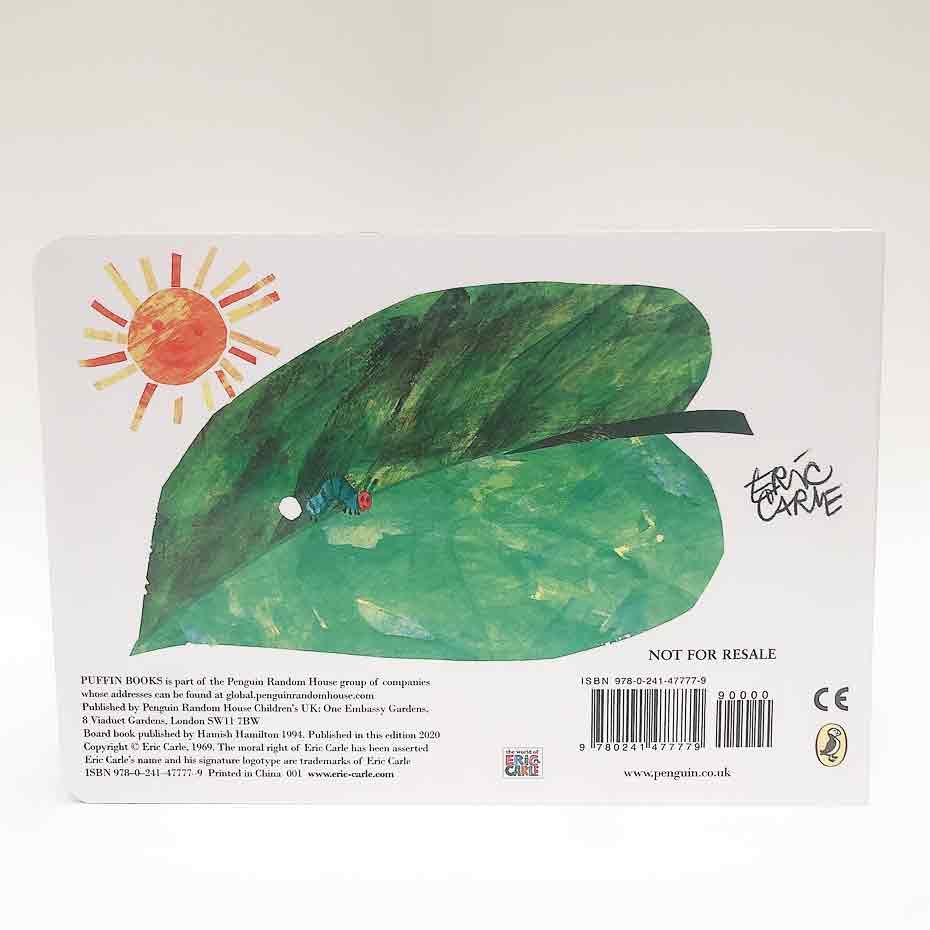 ERIC
CARLE
NOT FOR RESALE
PUFFIN BOOKS is part of the Penguin Random House group of companies
whose addresses can be found at global.penguinrandomhouse.com
Published by Penguin Random House Children's UK: One Embassy Gardens,
8 Viaduct Gardens, London SW11 7BW
Board book published by Hamish Hamilton 1994. Published in this edition 2020
Copyright © Eric Carle, 1969. The moral right of Eric Carle has been asserted
Eric Carle's name and his signature logotype are trademarks of Eric Carle
ISBN 978-0-241-47777-9 Printed in China 001 www.eric-carle.com
the world of
ERIC
CARLE
ISBN 978-0-241-47777-9
90000
9 780241 477779
www.penguin.co.uk
CE